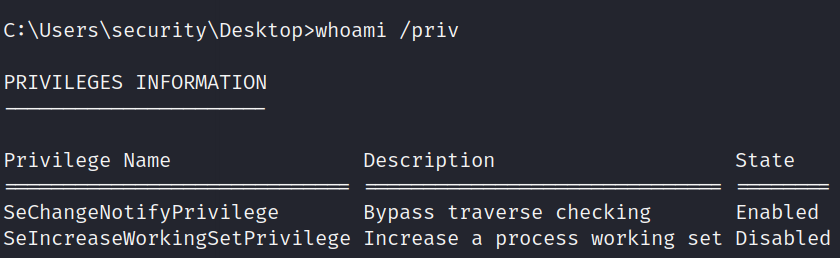 C:\Users\security\Desktop>whoami /priv
PRIVILEGES INFORMATION
----------------------
Privilege Name                Description                    State
============================= ============================== ========
SeChangeNotifyPrivilege       Bypass traverse checking       Enabled
SeIncreaseWorkingSetPrivilege Increase a process working set Disabled